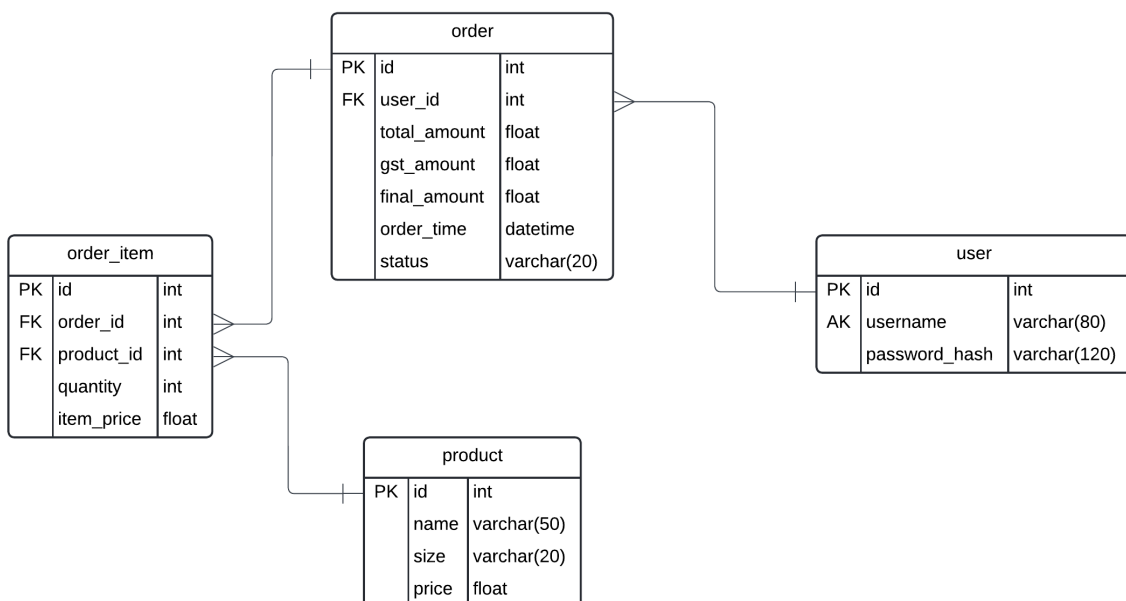 order
PK id int
FK user_id int
total_amount float
gst_amount float
final_amount float
order_time datetime
status varchar(20)
order_item
PK id int
FK order_id int
FK product_id int
quantity int
item_price float
user
PK id int
AK username varchar(80)
password_hash varchar(120)
product
PK id int
name varchar(50)
size varchar(20)
price float